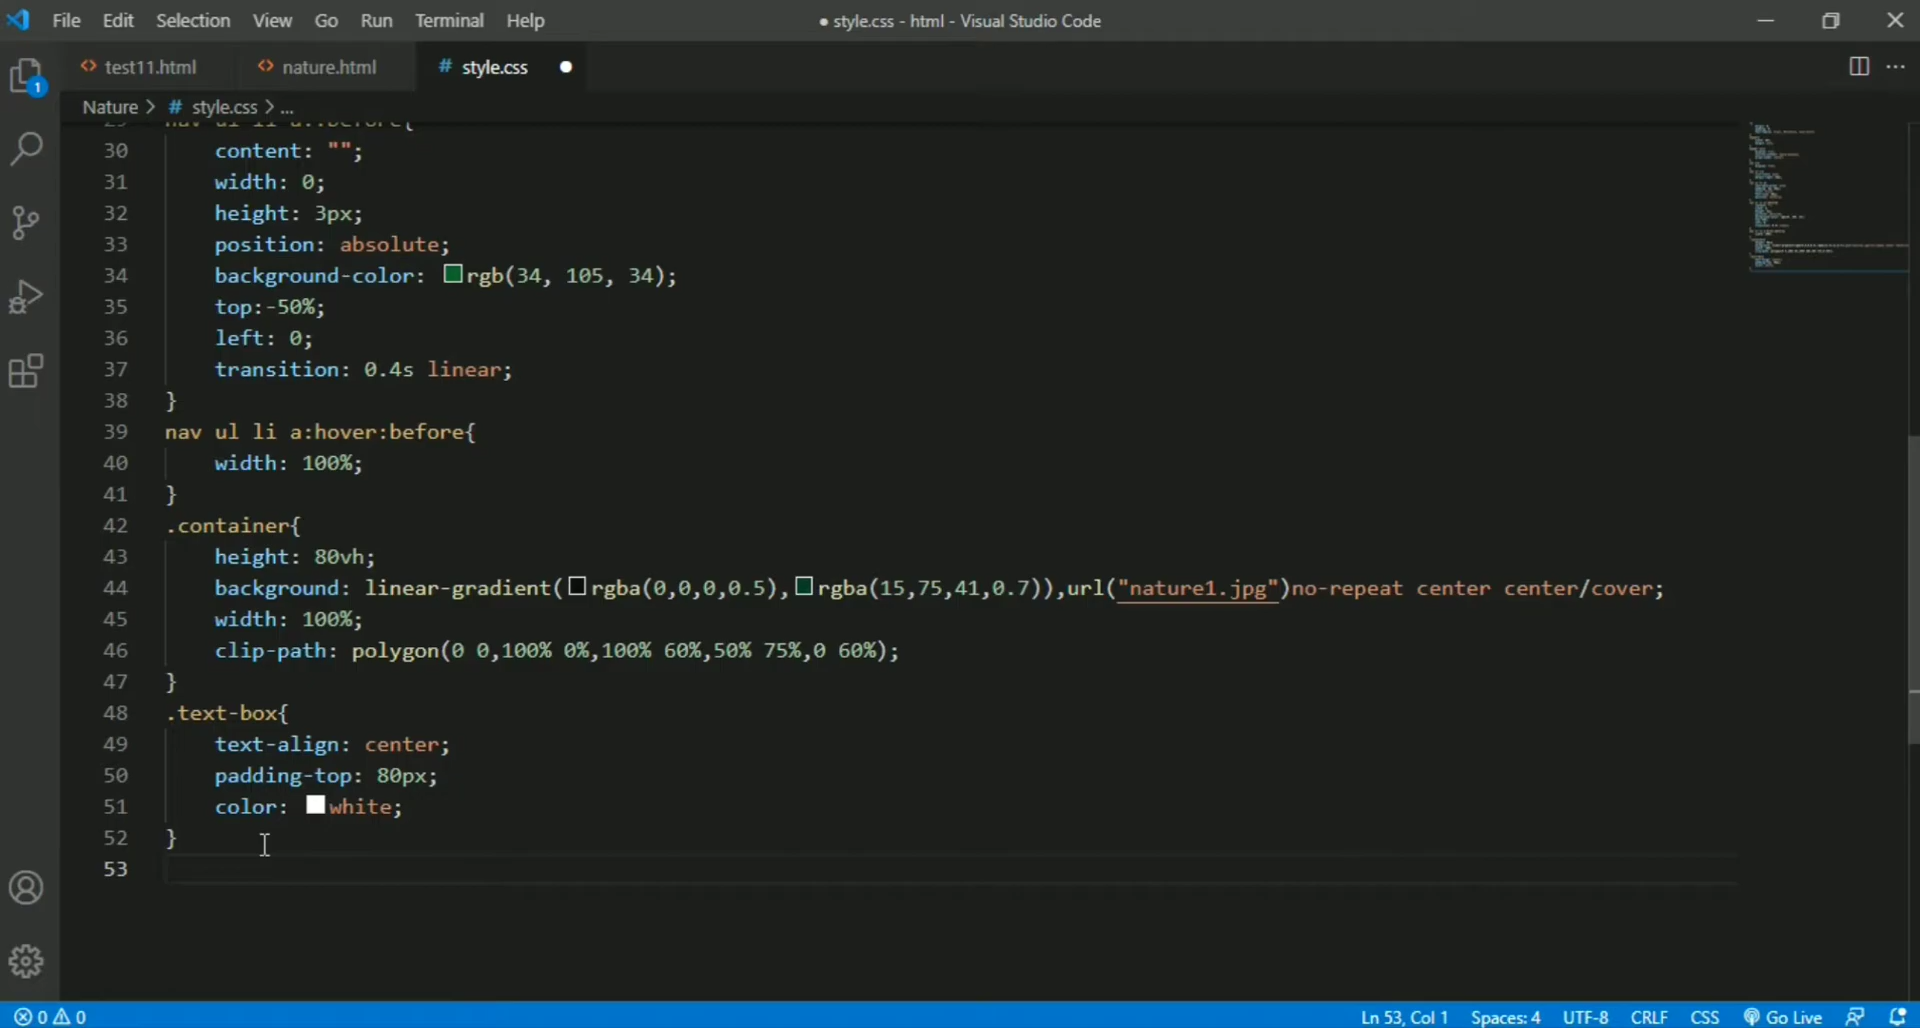 File Edit Selection View Go Run Terminal Help ● style.css - html - Visual Studio Code
<> test11.html <> nature.html # style.css ●
1
Nature > # style.css > ...
30 content: "";
31 width: 0;
32 height: 3px;
33 position: absolute;
34 background-color: rgb(34, 105, 34);
35 top:-50%;
36 left: 0;
37 transition: 0.4s linear;
38 }
39 nav ul li a:hover:before{
40 width: 100%;
41 }
42 .container{
43 height: 80vh;
44 background: linear-gradient(rgba(0,0,0,0.5),rgba(15,75,41,0.7)),url("nature1.jpg")no-repeat center center/cover;
45 width: 100%;
46 clip-path: polygon(0 0,100% 0%,100% 60%,50% 75%,0 60%);
47 }
48 .text-box{
49 text-align: center;
50 padding-top: 80px;
51 color: white;
52 }
53
0 0 Ln 53, Col 1 Spaces: 4 UTF-8 CRLF CSS Go Live